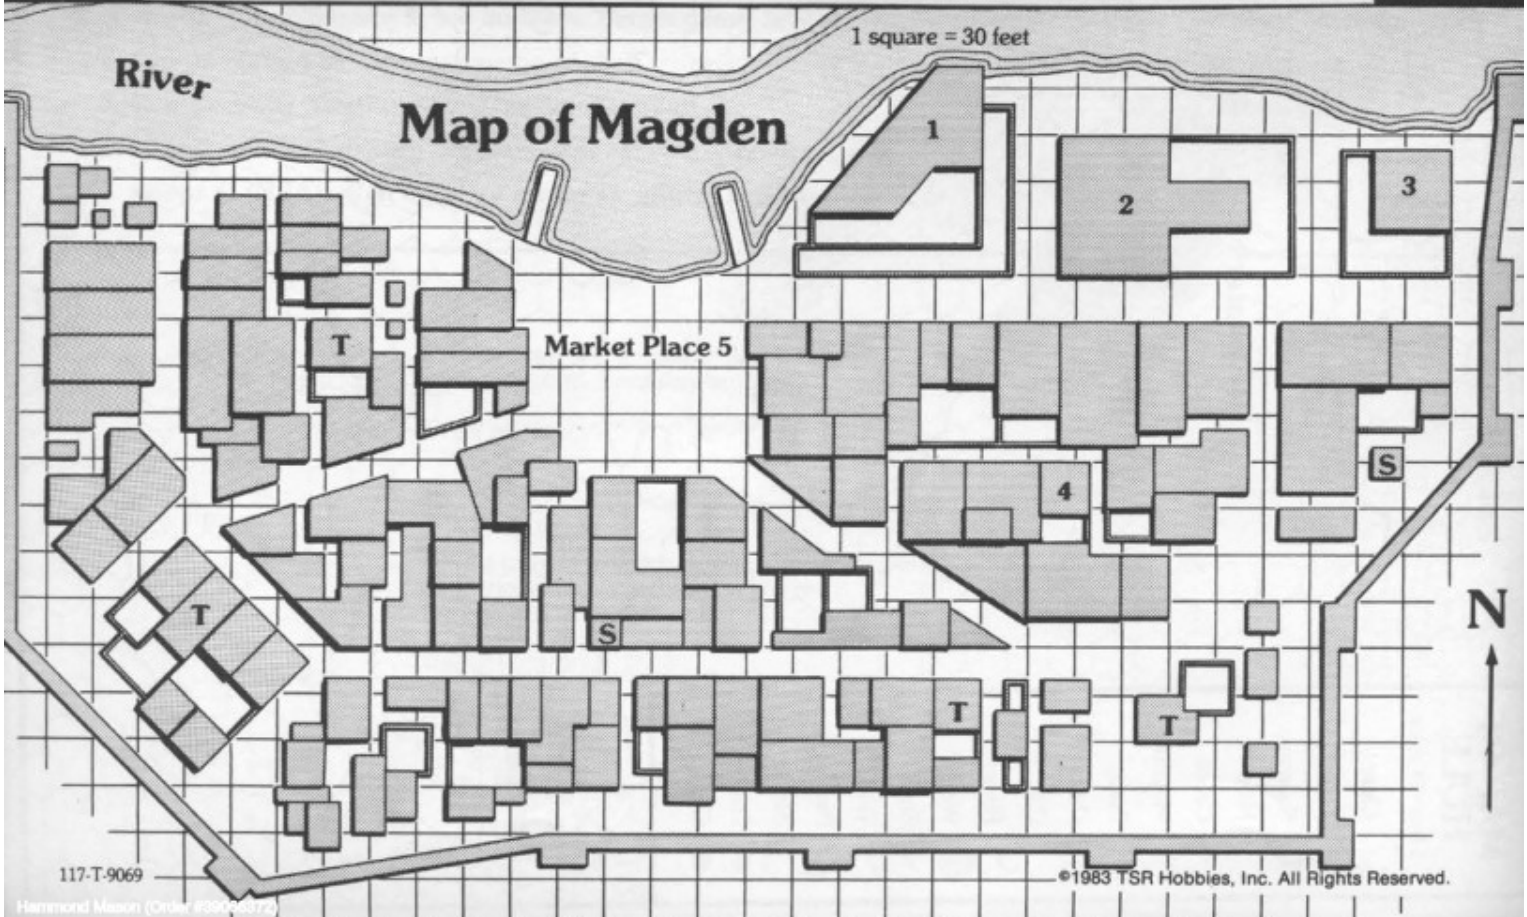 1 square = 30 feet
River
Map of Magden
1
2
3
T
Market Place 5
S
4
T
S
N
T
T
117-T-9069
©1983 TSR Hobbies, Inc. All Rights Reserved.
Hammond Mason (Order #39066372)